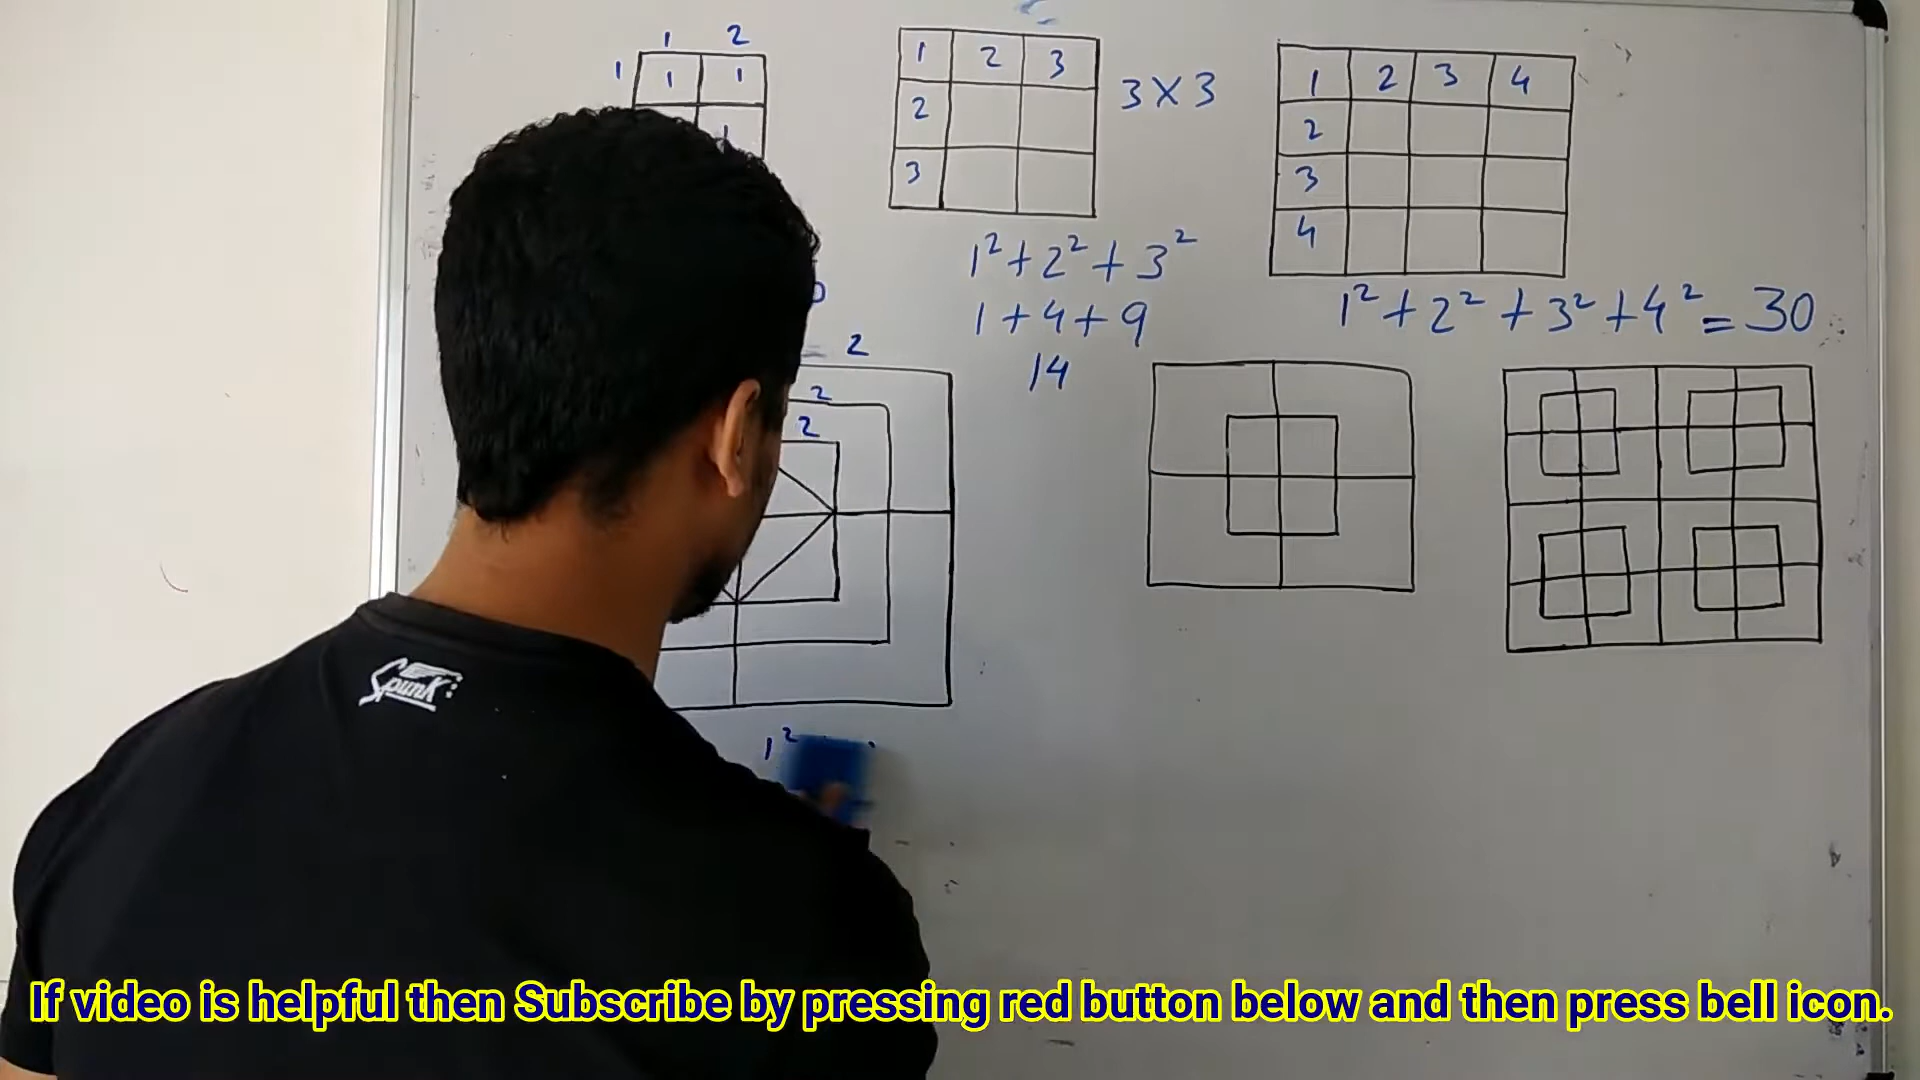 1 2
1 1 1
1
1 2 3
2
3
3×3
1² + 2² + 3²
1 + 4 + 9
14
1 2 3 4
2
3
4
1² + 2² + 3² + 4² = 30
2
2
2
1²
Spunk
If video is helpful then Subscribe by pressing red button below and then press bell icon.